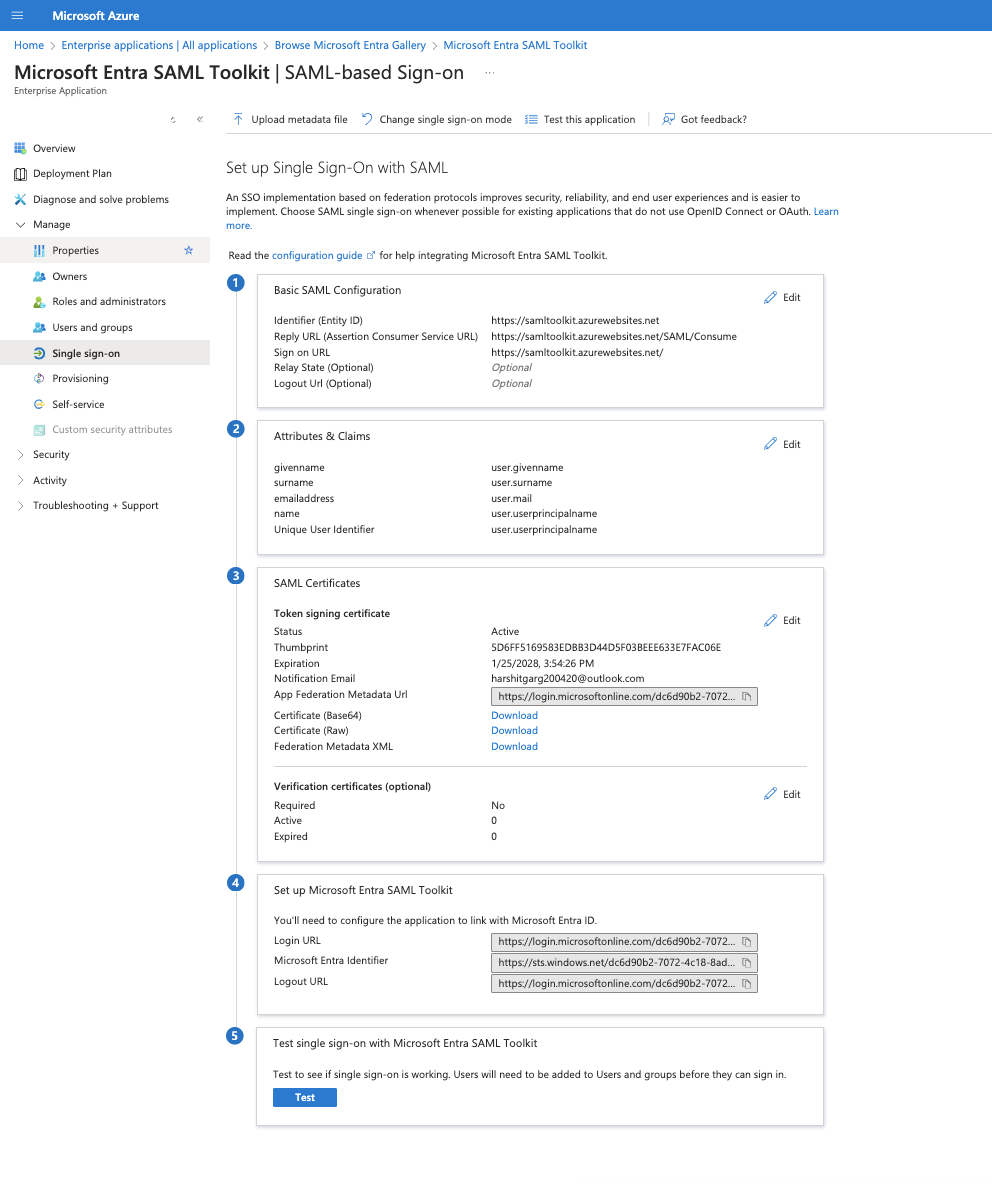 Microsoft Azure
Home > Enterprise applications | All applications > Browse Microsoft Entra Gallery > Microsoft Entra SAML Toolkit
Microsoft Entra SAML Toolkit | SAML-based Sign-on ...
Enterprise Application
Upload metadata file Change single sign-on mode Test this application Got feedback?
Overview
Deployment Plan
Diagnose and solve problems
Manage
Properties
Owners
Roles and administrators
Users and groups
Single sign-on
Provisioning
Self-service
Custom security attributes
Security
Activity
Troubleshooting + Support
Set up Single Sign-On with SAML
An SSO implementation based on federation protocols improves security, reliability, and end user experiences and is easier to
implement. Choose SAML single sign-on whenever possible for existing applications that do not use OpenID Connect or OAuth. Learn
more.
Read the configuration guide for help integrating Microsoft Entra SAML Toolkit.
1
Basic SAML Configuration
Edit
Identifier (Entity ID) https://samltoolkit.azurewebsites.net
Reply URL (Assertion Consumer Service URL) https://samltoolkit.azurewebsites.net/SAML/Consume
Sign on URL https://samltoolkit.azurewebsites.net/
Relay State (Optional) Optional
Logout Url (Optional) Optional
2
Attributes & Claims
Edit
givenname user.givenname
surname user.surname
emailaddress user.mail
name user.userprincipalname
Unique User Identifier user.userprincipalname
3
SAML Certificates
Token signing certificate
Edit
Status Active
Thumbprint 5D6FF5169583EDBB3D44D5F03BEEE633E7FAC06E
Expiration 1/25/2028, 3:54:26 PM
Notification Email harshitgarg200420@outlook.com
App Federation Metadata Url https://login.microsoftonline.com/dc6d90b2-7072...
Certificate (Base64) Download
Certificate (Raw) Download
Federation Metadata XML Download
Verification certificates (optional)
Edit
Required No
Active 0
Expired 0
4
Set up Microsoft Entra SAML Toolkit
You'll need to configure the application to link with Microsoft Entra ID.
Login URL https://login.microsoftonline.com/dc6d90b2-7072...
Microsoft Entra Identifier https://sts.windows.net/dc6d90b2-7072-4c18-8ad...
Logout URL https://login.microsoftonline.com/dc6d90b2-7072...
5
Test single sign-on with Microsoft Entra SAML Toolkit
Test to see if single sign-on is working. Users will need to be added to Users and groups before they can sign in.
Test